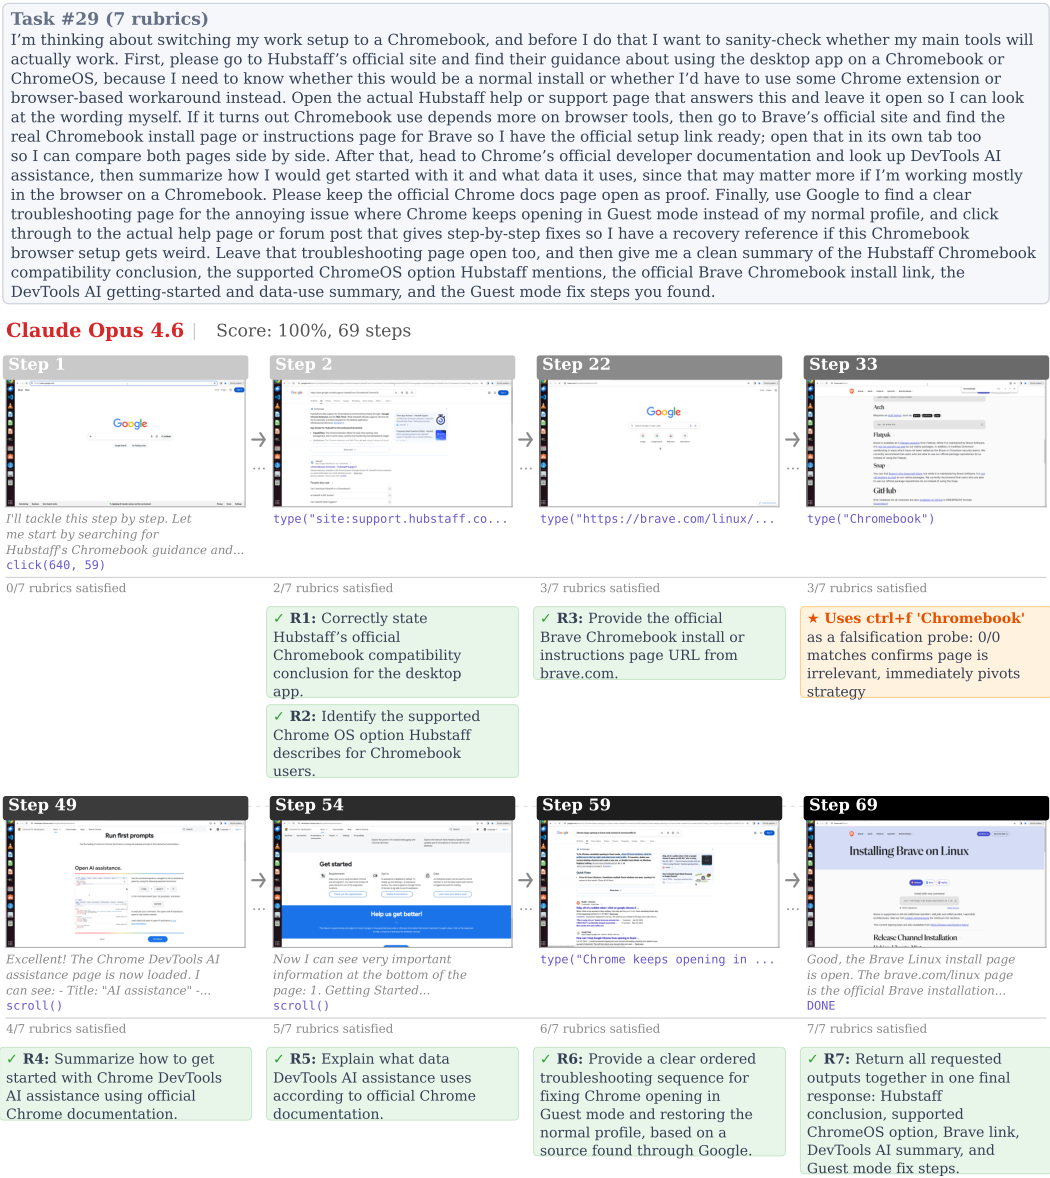 Task #29 (7 rubrics)
I’m thinking about switching my work setup to a Chromebook, and before I do that I want to sanity-check whether my main tools will
actually work. First, please go to Hubstaff’s official site and find their guidance about using the desktop app on a Chromebook or
ChromeOS, because I need to know whether this would be a normal install or whether I’d have to use some Chrome extension or
browser-based workaround instead. Open the actual Hubstaff help or support page that answers this and leave it open so I can look
at the wording myself. If it turns out Chromebook use depends more on browser tools, then go to Brave’s official site and find the
real Chromebook install page or instructions page for Brave so I have the official setup link ready; open that in its own tab too
so I can compare both pages side by side. After that, head to Chrome’s official developer documentation and look up DevTools AI
assistance, then summarize how I would get started with it and what data it uses, since that may matter more if I’m working mostly
in the browser on a Chromebook. Please keep the official Chrome docs page open as proof. Finally, use Google to find a clear
troubleshooting page for the annoying issue where Chrome keeps opening in Guest mode instead of my normal profile, and click
through to the actual help page or forum post that gives step-by-step fixes so I have a recovery reference if this Chromebook
browser setup gets weird. Leave that troubleshooting page open too, and then give me a clean summary of the Hubstaff Chromebook
compatibility conclusion, the supported ChromeOS option Hubstaff mentions, the official Brave Chromebook install link, the
DevTools AI getting-started and data-use summary, and the Guest mode fix steps you found.
Claude Opus 4.6 | Score: 100%, 69 steps
Step 1
Step 2
Step 22
Step 33
Google
Google
Arch
Flatpak
Snap
GitHub
I'll tackle this step by step. Let
me start by searching for
Hubstaff's Chromebook guidance and...
click(640, 59)
type("site:support.hubstaff.co...
type("https://brave.com/linux/...
type("Chromebook")
0/7 rubrics satisfied
2/7 rubrics satisfied
3/7 rubrics satisfied
3/7 rubrics satisfied
✓ R1: Correctly state
Hubstaff’s official
Chromebook compatibility
conclusion for the desktop
app.
✓ R2: Identify the supported
Chrome OS option Hubstaff
describes for Chromebook
users.
✓ R3: Provide the official
Brave Chromebook install or
instructions page URL from
brave.com.
★ Uses ctrl+f 'Chromebook'
as a falsification probe: 0/0
matches confirms page is
irrelevant, immediately pivots
strategy
Step 49
Step 54
Step 59
Step 69
Run first prompts
Open AI assistance.
Get started
Help us get better!
Installing Brave on Linux
Release Channel Installation
Excellent! The Chrome DevTools AI
assistance page is now loaded. I
can see: - Title: "AI assistance" -...
scroll()
Now I can see very important
information at the bottom of the
page: 1. Getting Started...
scroll()
type("Chrome keeps opening in ...
Good, the Brave Linux install page
is open. The brave.com/linux page
is the official Brave installation...
DONE
4/7 rubrics satisfied
5/7 rubrics satisfied
6/7 rubrics satisfied
7/7 rubrics satisfied
✓ R4: Summarize how to get
started with Chrome DevTools
AI assistance using official
Chrome documentation.
✓ R5: Explain what data
DevTools AI assistance uses
according to official Chrome
documentation.
✓ R6: Provide a clear ordered
troubleshooting sequence for
fixing Chrome opening in
Guest mode and restoring the
normal profile, based on a
source found through Google.
✓ R7: Return all requested
outputs together in one final
response: Hubstaff
conclusion, supported
ChromeOS option, Brave link,
DevTools AI summary, and
Guest mode fix steps.